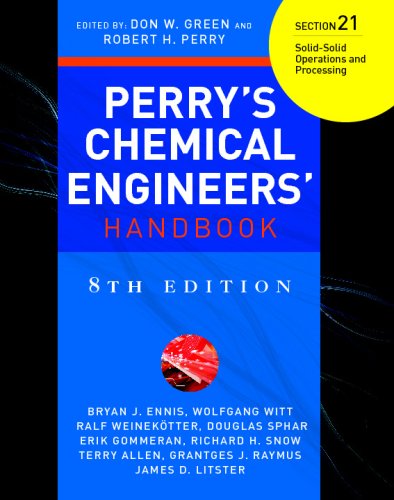 EDITED BY: DON W. GREEN AND
ROBERT H. PERRY
SECTION 21
Solid-Solid
Operations and
Processing
PERRY'S
CHEMICAL
ENGINEERS'
HANDBOOK
8TH EDITION
BRYAN J. ENNIS, WOLFGANG WITT
RALF WEINEKÖTTER, DOUGLAS SPHAR
ERIK GOMMERAN, RICHARD H. SNOW
TERRY ALLEN, GRANTGES J. RAYMUS
JAMES D. LITSTER